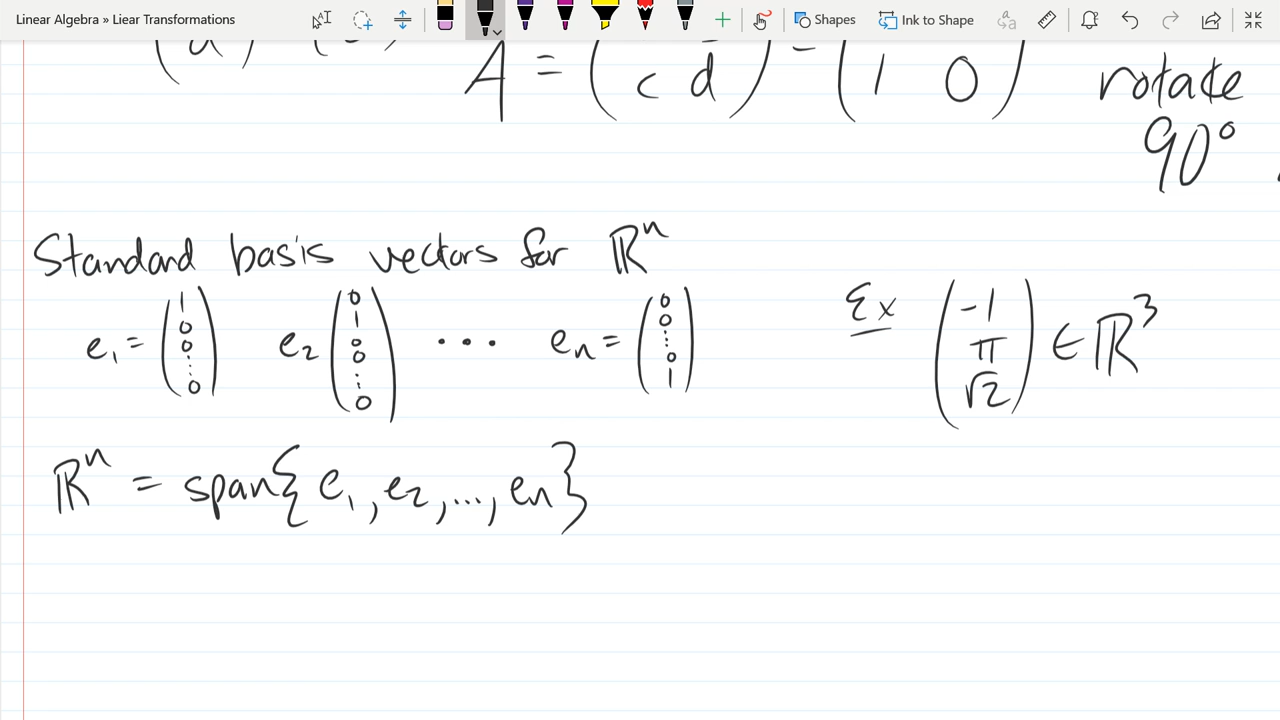 Linear Algebra » Liear Transformations
Shapes
Ink to Shape
A = ( c d ) = ( 1 0 ) rotate
90°
Standard basis vectors for ℝⁿ
e₁ = (1 0 0 ⋮ 0) e₂ (0 1 0 0 ⋮ 0) ... eₙ = (0 0 ⋮ 0 1)
Ex (-1 π √2) ∈ ℝ³
ℝⁿ = span{ e₁, e₂, ..., eₙ }